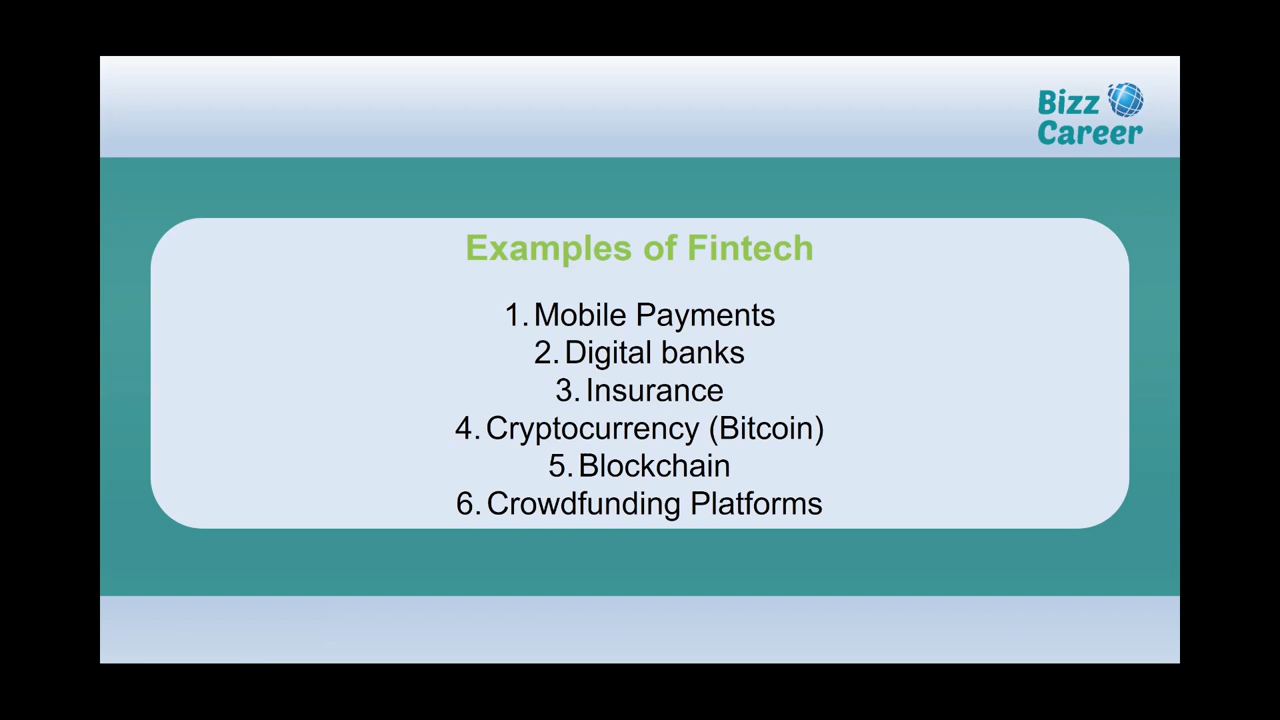 Bizz
Career
Examples of Fintech
1. Mobile Payments
2. Digital banks
3. Insurance
4. Cryptocurrency (Bitcoin)
5. Blockchain
6. Crowdfunding Platforms